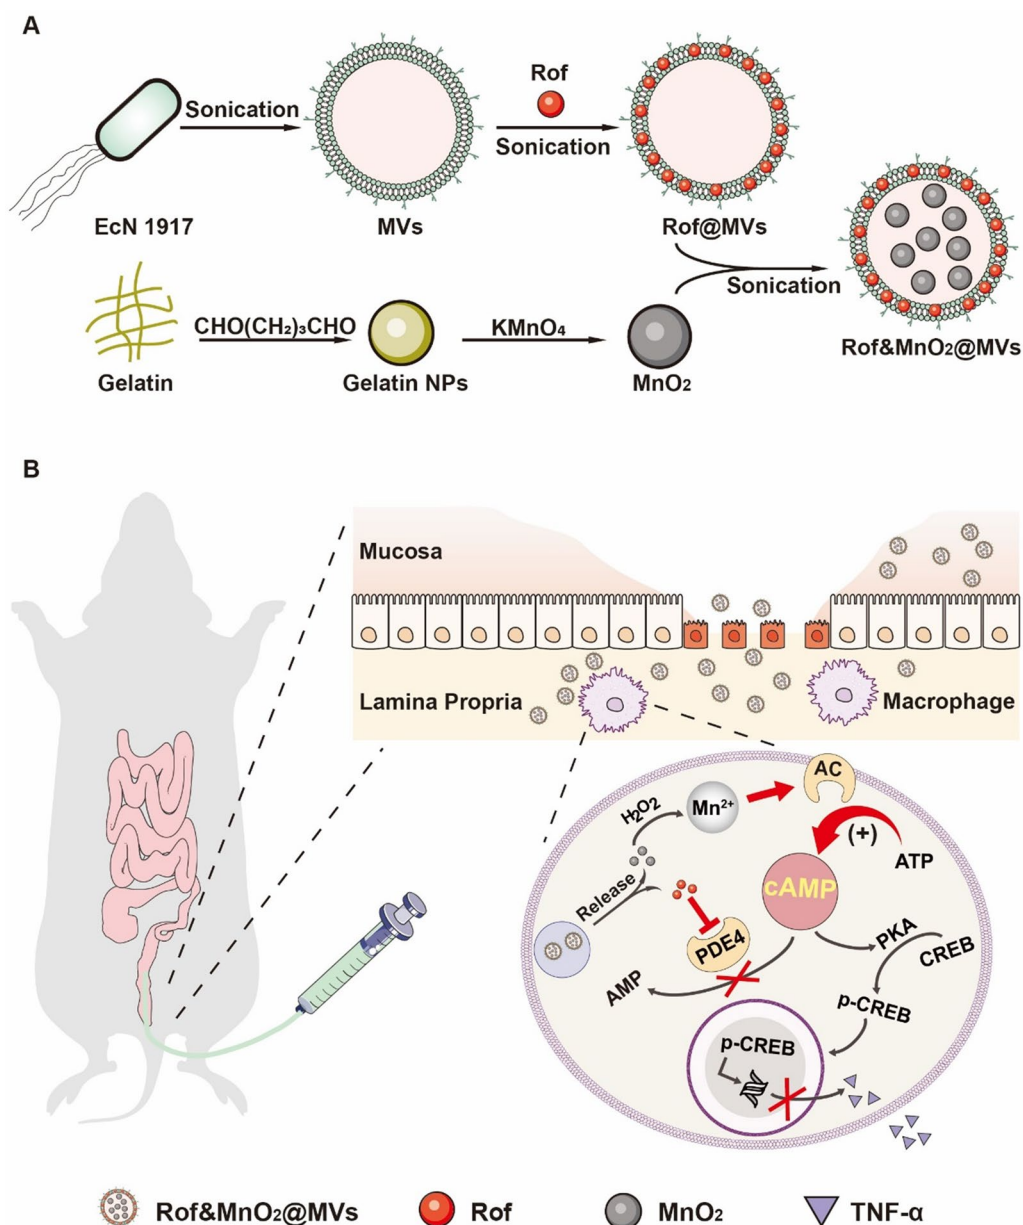 A
Sonication
Rof
Sonication
EcN 1917
MVs
Rof@MVs
Sonication
Rof&MnO₂@MVs
CHO(CH₂)₃CHO
KMnO₄
Gelatin
Gelatin NPs
MnO₂
B
Mucosa
Lamina Propria
Macrophage
AC
Mn²⁺
H₂O₂
(+)
ATP
cAMP
Release
PDE4
PKA
CREB
AMP
p-CREB
p-CREB
Rof&MnO₂@MVs
Rof
MnO₂
TNF-α